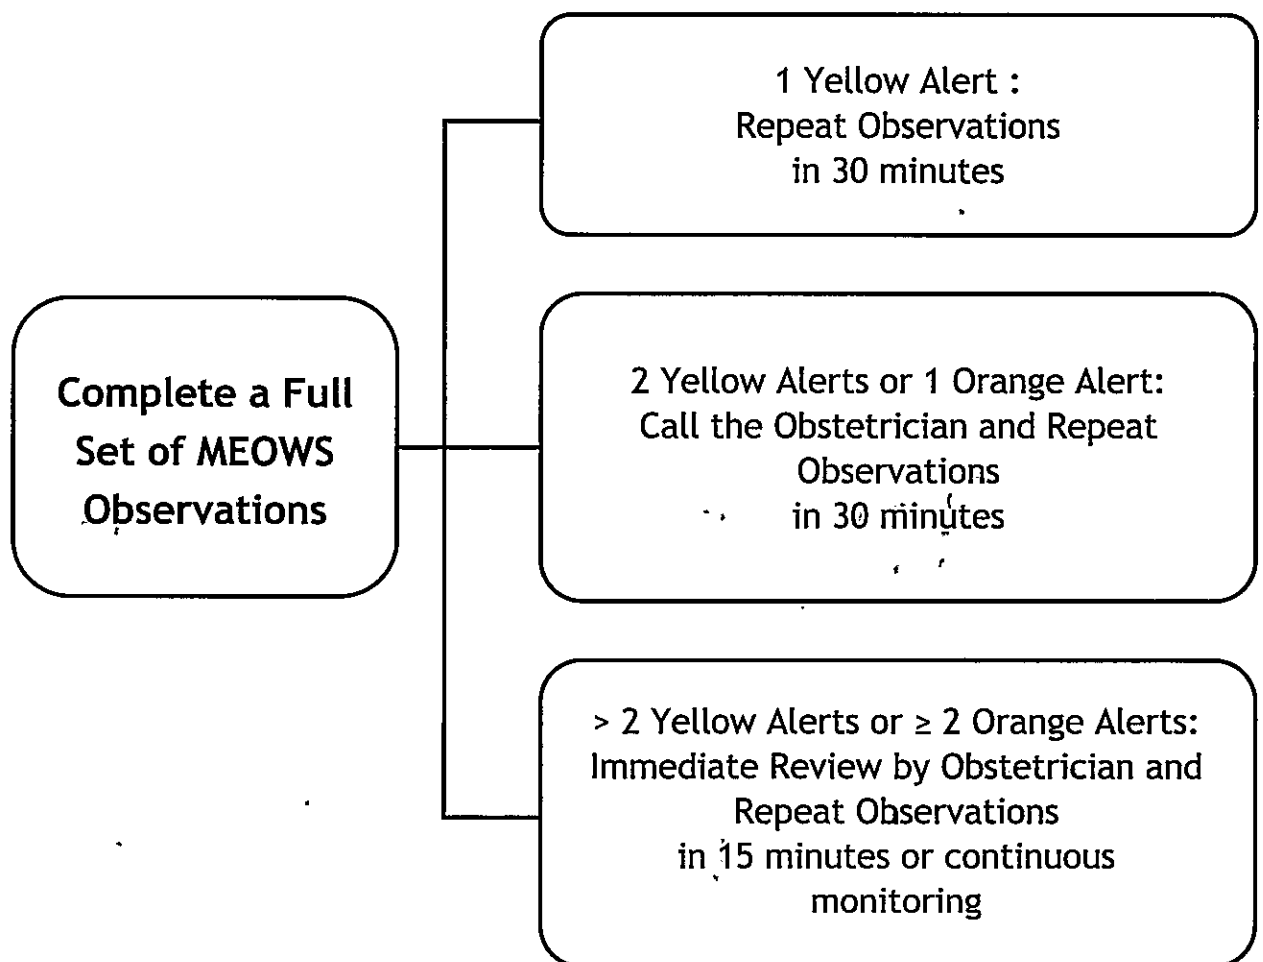 Complete a Full
Set of MEOWS
Observations
1 Yellow Alert :
Repeat Observations
in 30 minutes
2 Yellow Alerts or 1 Orange Alert:
Call the Obstetrician and Repeat
Observations
in 30 minutes
> 2 Yellow Alerts or ≥ 2 Orange Alerts:
Immediate Review by Obstetrician and
Repeat Observations
in 15 minutes or continuous
monitoring